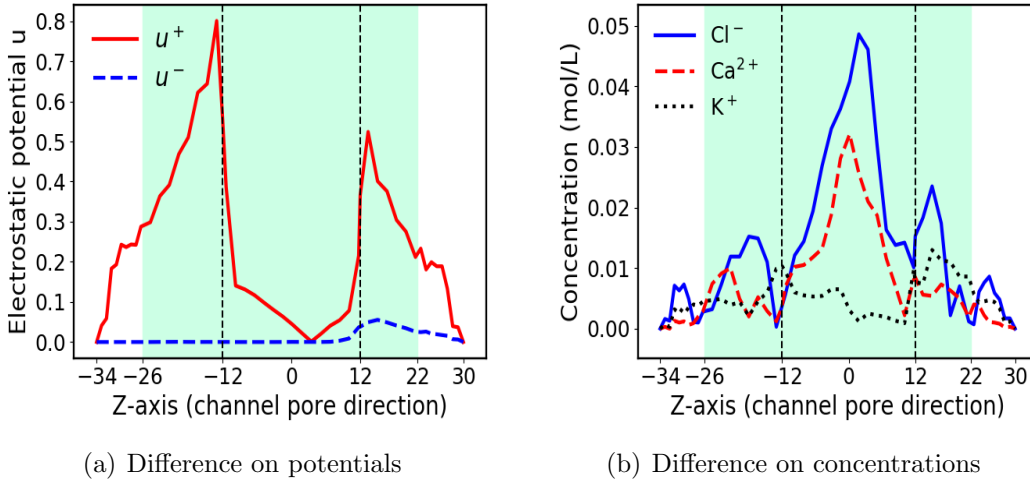 Electrostatic potential u
0.8
0.7
0.6
0.5
0.4
0.3
0.2
0.1
0.0
u⁺
u⁻
−34 −26 −12 0 12 22 30
Z-axis (channel pore direction)
(a) Difference on potentials
Concentration (mol/L)
0.05
0.04
0.03
0.02
0.01
0.00
Cl⁻
Ca²⁺
K⁺
−34 −26 −12 0 12 22 30
Z-axis (channel pore direction)
(b) Difference on concentrations